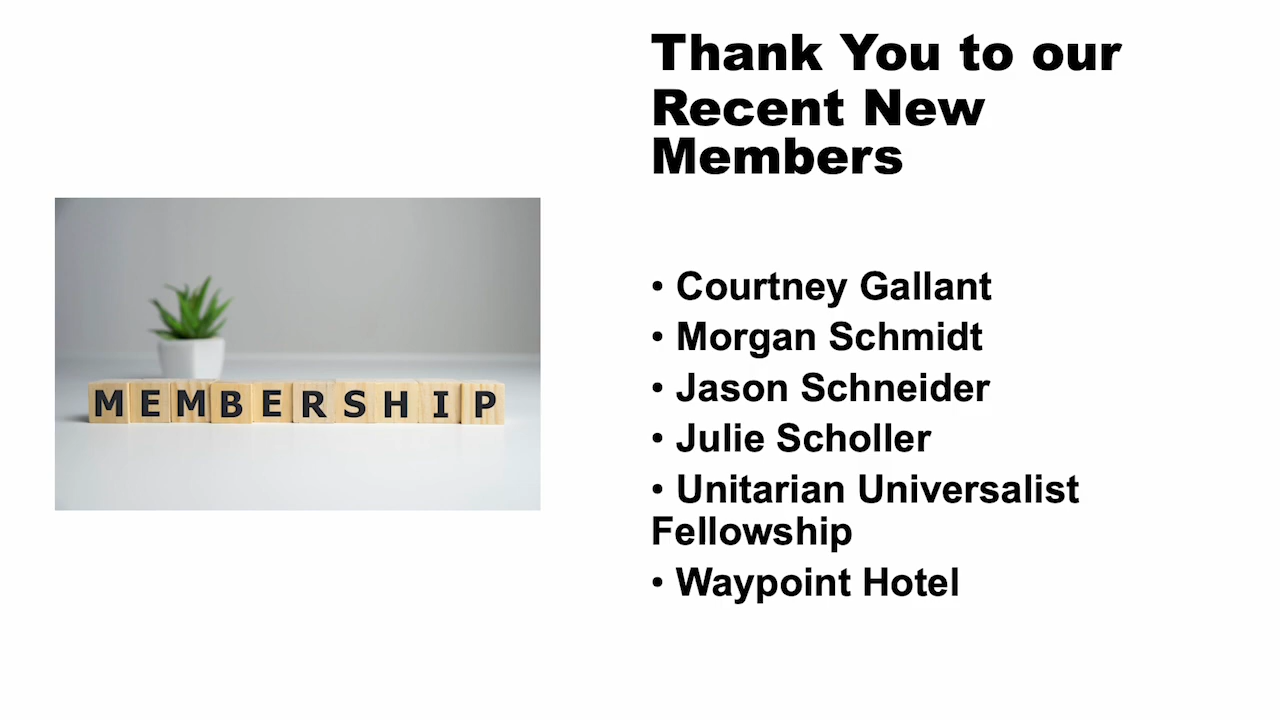 Thank You to our
Recent New
Members
MEMBERSHIP
• Courtney Gallant
• Morgan Schmidt
• Jason Schneider
• Julie Scholler
• Unitarian Universalist
Fellowship
• Waypoint Hotel